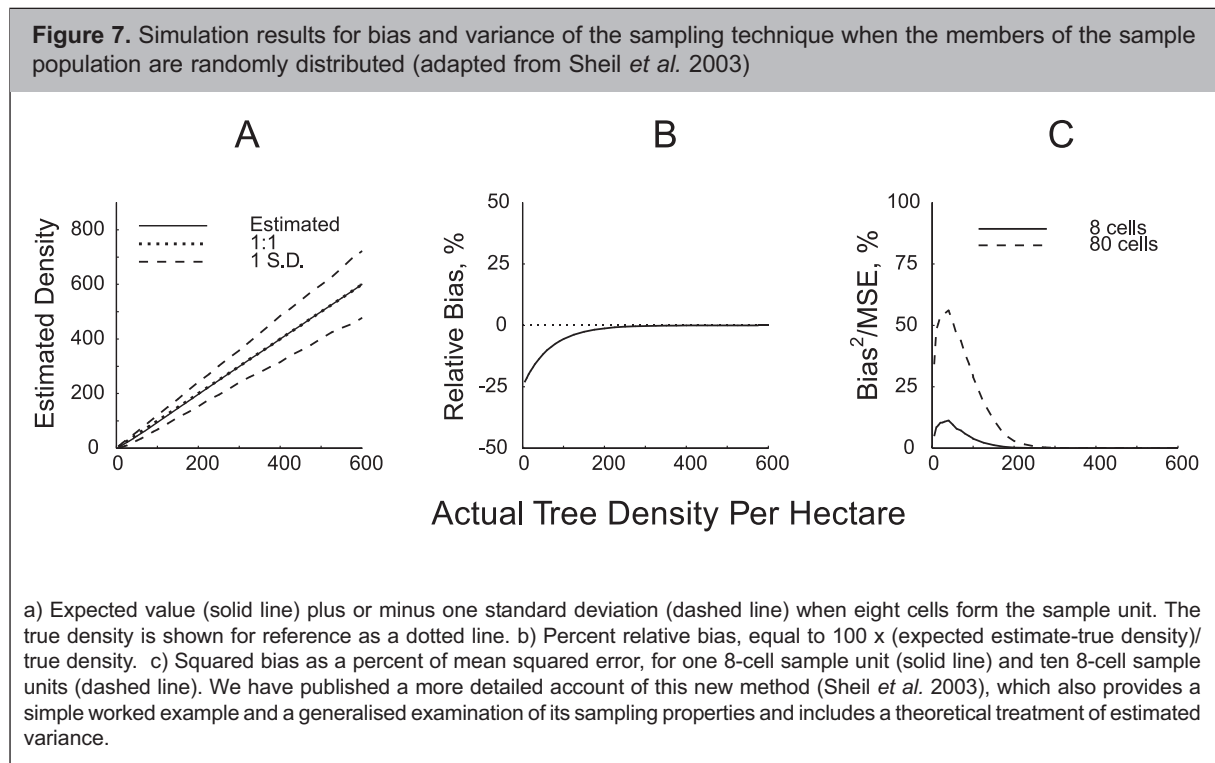 Figure 7. Simulation results for bias and variance of the sampling technique when the members of the sample
population are randomly distributed (adapted from Sheil et al. 2003)
A
B
C
Estimated Density
800
600
400
200
0
Estimated
1:1
1 S.D.
0 200 400 600
Relative Bias, %
50
25
0
-25
-50
0 200 400 600
Bias²/MSE, %
100
75
50
25
0
8 cells
80 cells
0 200 400 600
Actual Tree Density Per Hectare
a) Expected value (solid line) plus or minus one standard deviation (dashed line) when eight cells form the sample unit. The
true density is shown for reference as a dotted line. b) Percent relative bias, equal to 100 x (expected estimate-true density)/
true density. c) Squared bias as a percent of mean squared error, for one 8-cell sample unit (solid line) and ten 8-cell sample
units (dashed line). We have published a more detailed account of this new method (Sheil et al. 2003), which also provides a
simple worked example and a generalised examination of its sampling properties and includes a theoretical treatment of estimated
variance.